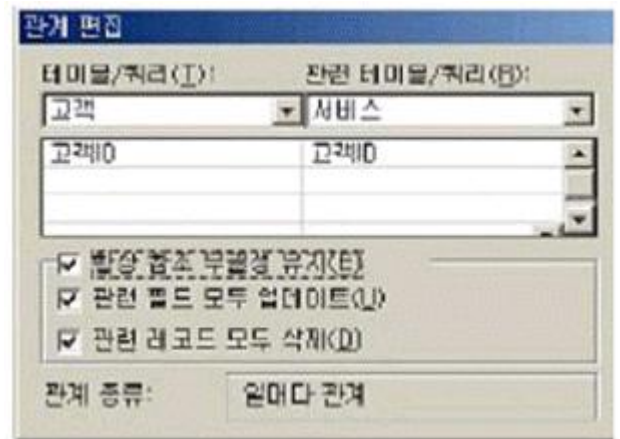 관계 편집
테이블/쿼리(T): 관련 테이블/쿼리(R):
고객 서비스
고객ID 고객ID
항상 참조 무결성 유지(E)
관련 필드 모두 업데이트(U)
관련 레코드 모두 삭제(D)
관계 종류: 일대다 관계